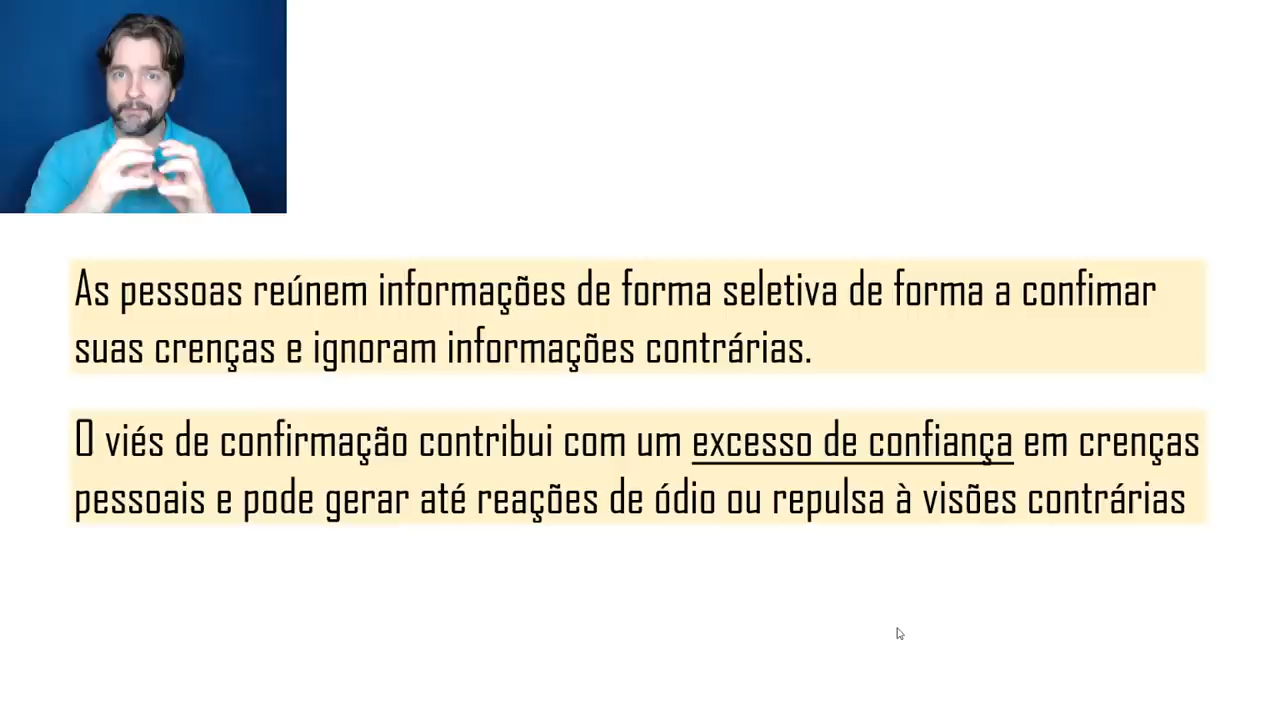 As pessoas reúnem informações de forma seletiva de forma a confimar
suas crenças e ignoram informações contrárias.
O viés de confirmação contribui com um excesso de confiança em crenças
pessoais e pode gerar até reações de ódio ou repulsa à visões contrárias